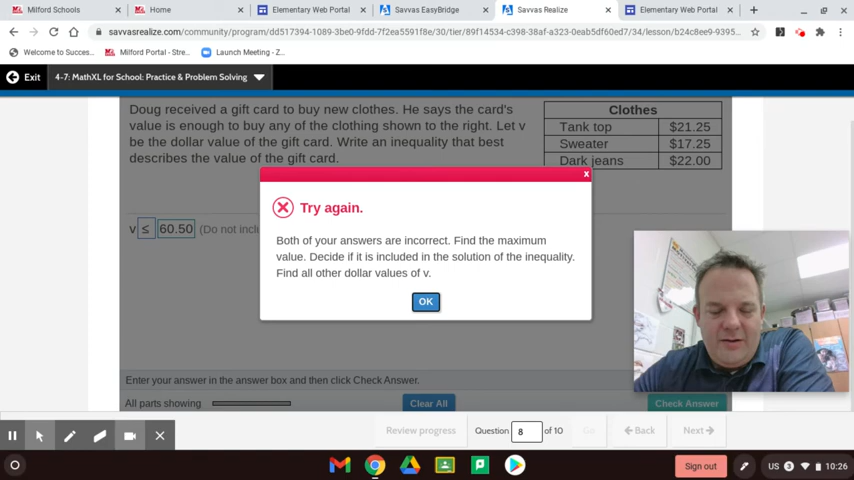 Milford Schools
Home
Elementary Web Portal
Savvas EasyBridge
Savvas Realize
Elementary Web Portal
savvasrealize.com/community/program/dd517394-1089-3be0-9fdd-7f2ea5591f8e/30/tier/89f14534-c398-38af-a323-0eab5df60ed7/34/lesson/b24c8ee9-9395...
Welcome to Succes...
Milford Portal - Stre...
Launch Meeting - Z...
Exit
4-7: MathXL for School: Practice & Problem Solving
Doug received a gift card to buy new clothes. He says the card's
value is enough to buy any of the clothing shown to the right. Let v
be the dollar value of the gift card. Write an inequality that best
describes the value of the gift card.
Clothes
Tank top $21.25
Sweater $17.25
Dark jeans $22.00
x
Try again.
v ≤ 60.50 (Do not inclu
Both of your answers are incorrect. Find the maximum
value. Decide if it is included in the solution of the inequality.
Find all other dollar values of v.
OK
Enter your answer in the answer box and then click Check Answer.
All parts showing
Clear All
Check Answer
Review progress
Question 8 of 10
Go
Back
Next
Sign out
US 3 10:26